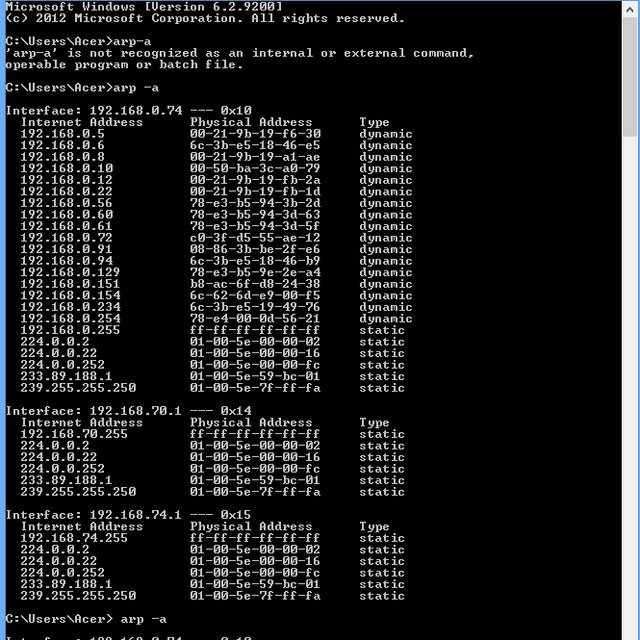 Microsoft Windows [Version 6.2.9200]
(c) 2012 Microsoft Corporation. All rights reserved.
C:\Users\Acer>arp-a
'arp-a' is not recognized as an internal or external command,
operable program or batch file.
C:\Users\Acer>arp -a
Interface: 192.168.0.74 --- 0x10
Internet Address Physical Address Type
192.168.0.5 00-21-9b-19-f6-30 dynamic
192.168.0.6 6c-3b-e5-18-46-e5 dynamic
192.168.0.8 00-21-9b-19-a1-ae dynamic
192.168.0.10 00-50-ba-3c-a0-79 dynamic
192.168.0.12 00-21-9b-19-fb-2a dynamic
192.168.0.22 00-21-9b-19-fb-1d dynamic
192.168.0.56 78-e3-b5-94-3b-2d dynamic
192.168.0.60 78-e3-b5-94-3d-63 dynamic
192.168.0.61 78-e3-b5-94-3d-5f dynamic
192.168.0.72 c0-3f-d5-55-ae-12 dynamic
192.168.0.91 08-86-3b-be-2f-e6 dynamic
192.168.0.94 6c-3b-e5-18-46-b9 dynamic
192.168.0.129 78-e3-b5-9e-2e-a4 dynamic
192.168.0.151 b8-ac-6f-d8-24-38 dynamic
192.168.0.154 6c-62-6d-e9-00-f5 dynamic
192.168.0.234 6c-3b-e5-19-49-76 dynamic
192.168.0.254 78-e4-00-0d-56-21 dynamic
192.168.0.255 ff-ff-ff-ff-ff-ff static
224.0.0.2 01-00-5e-00-00-02 static
224.0.0.22 01-00-5e-00-00-16 static
224.0.0.252 01-00-5e-00-00-fc static
233.89.188.1 01-00-5e-59-bc-01 static
239.255.255.250 01-00-5e-7f-ff-fa static
Interface: 192.168.70.1 --- 0x14
Internet Address Physical Address Type
192.168.70.255 ff-ff-ff-ff-ff-ff static
224.0.0.2 01-00-5e-00-00-02 static
224.0.0.22 01-00-5e-00-00-16 static
224.0.0.252 01-00-5e-00-00-fc static
233.89.188.1 01-00-5e-59-bc-01 static
239.255.255.250 01-00-5e-7f-ff-fa static
Interface: 192.168.74.1 --- 0x15
Internet Address Physical Address Type
192.168.74.255 ff-ff-ff-ff-ff-ff static
224.0.0.2 01-00-5e-00-00-02 static
224.0.0.22 01-00-5e-00-00-16 static
224.0.0.252 01-00-5e-00-00-fc static
233.89.188.1 01-00-5e-59-bc-01 static
239.255.255.250 01-00-5e-7f-ff-fa static
C:\Users\Acer> arp -a